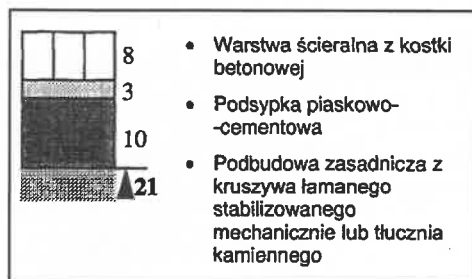 8
3
10
21
• Warstwa ścieralna z kostki
betonowej
• Podsypka piaskowo-
-cementowa
• Podbudowa zasadnicza z
kruszywa łamanego
stabilizowanego
mechanicznie lub tłucznia
kamiennego